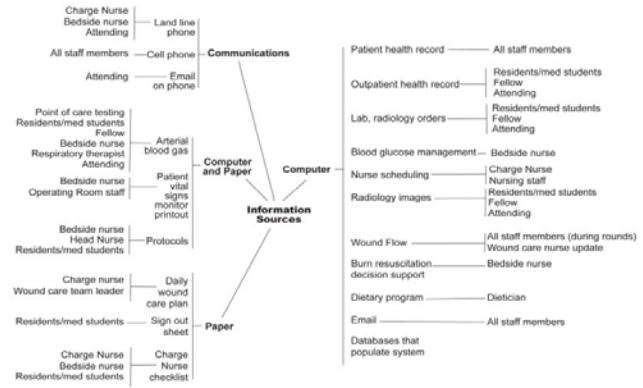 Charge Nurse
Bedside nurse
Attending
Land line
phone
All staff members
Cell phone
Communications
Attending
Email
on phone
Point of care testing
Residents/med students
Fellow
Bedside nurse
Respiratory therapist
Attending
Arterial
blood gas
Bedside nurse
Operating Room staff
Patient
vital
signs
monitor
printout
Computer
and Paper
Bedside nurse
Head Nurse
Residents/med students
Protocols
Charge nurse
Wound care team leader
Daily
wound
care plan
Residents/med students
Sign out
sheet
Paper
Charge Nurse
Bedside nurse
Residents/med students
Charge
Nurse
checklist
Information
Sources
Computer
Patient health record
All staff members
Outpatient health record
Residents/med students
Fellow
Attending
Lab, radiology orders
Residents/med students
Fellow
Attending
Blood glucose management
Bedside nurse
Nurse scheduling
Charge Nurse
Nursing staff
Radiology images
Residents/med students
Fellow
Attending
Wound Flow
All staff members (during rounds)
Wound care nurse update
Burn resuscitation
decision support
Bedside nurse
Dietary program
Dietician
Email
All staff members
Databases that
populate system